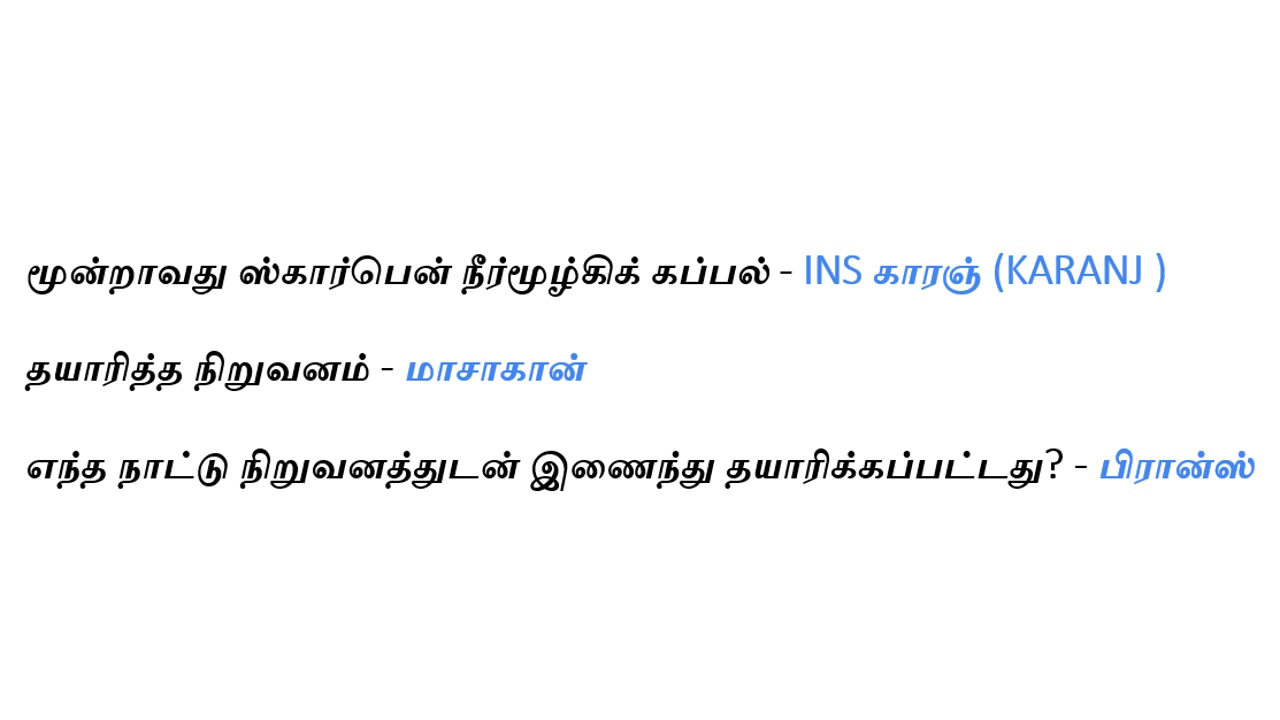 மூன்றாவது ஸ்கார்பென் நீர்மூழ்கிக் கப்பல் - INS காரஞ் (KARANJ )
தயாரித்த நிறுவனம் - மாசாகான்
எந்த நாட்டு நிறுவனத்துடன் இணைந்து தயாரிக்கப்பட்டது? - பிரான்ஸ்